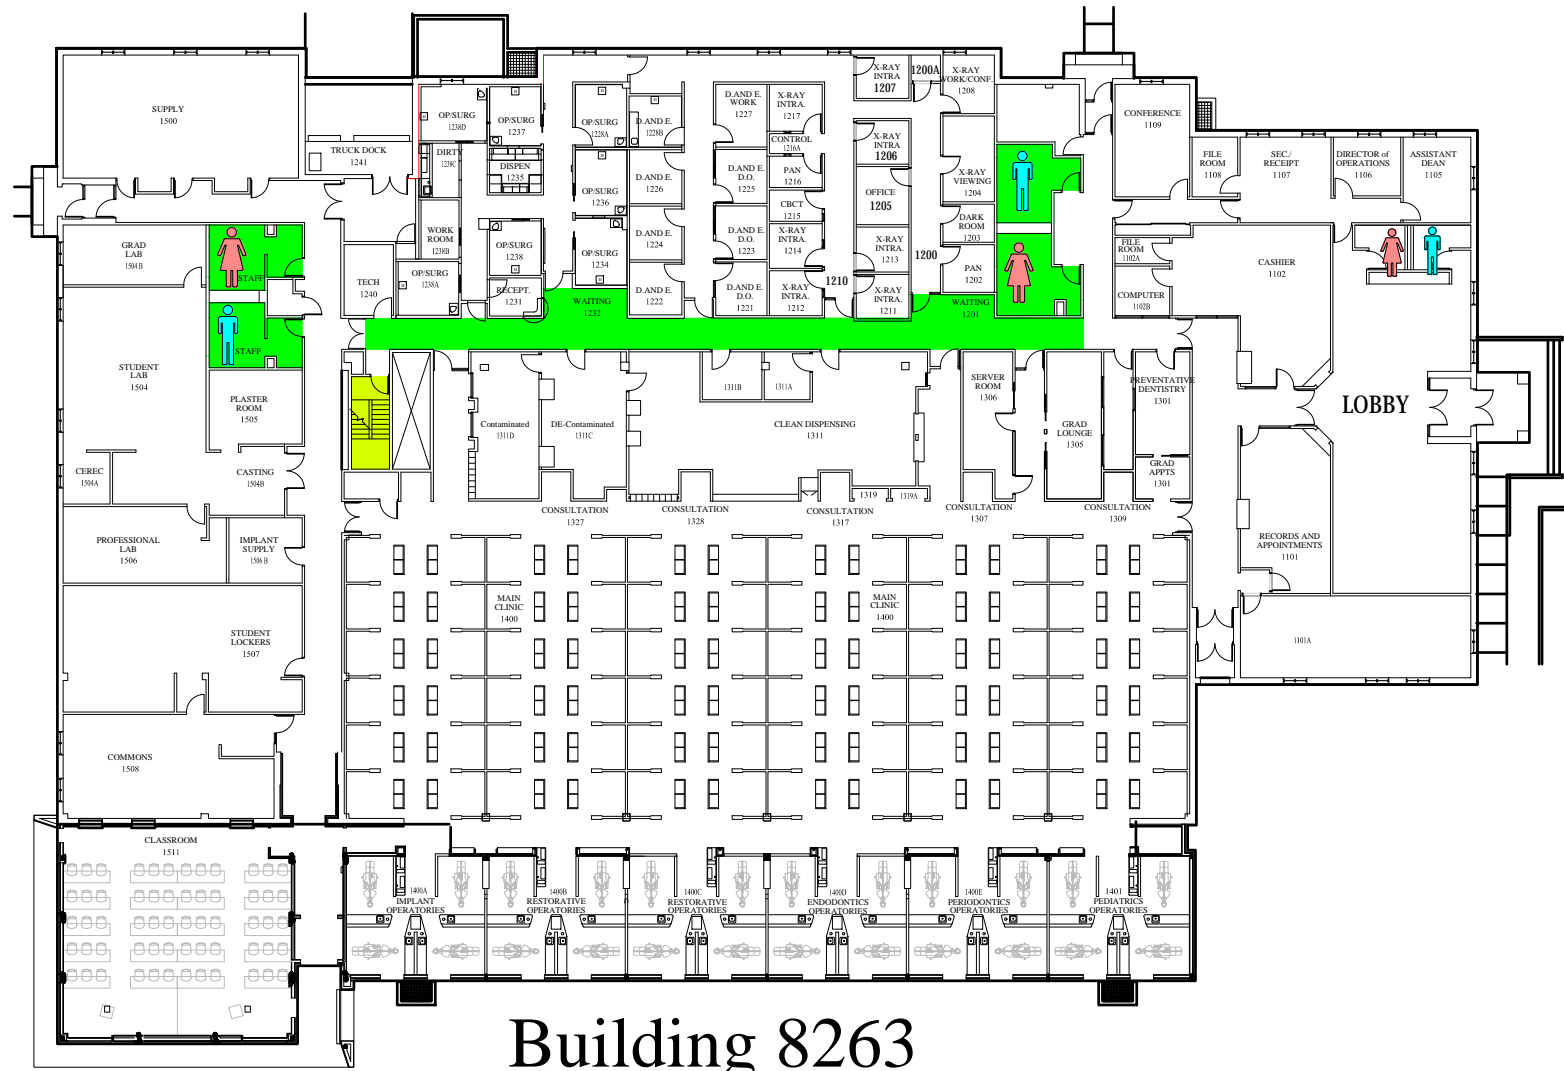 SUPPLY
1500
TRUCK DOCK
1241
OP/SURG
1238D
OP/SURG
1237
DIRTY
1238C
DISPEN
1235
OP/SURG
1228A
D.AND E.
1228B
OP/SURG
1236
D.AND E.
1226
D.AND E.
WORK
1227
X-RAY
INTRA.
1217
CONTROL
1216A
PAN
1216
D.AND E.
D.O.
1225
CBCT
1215
X-RAY
INTRA
1207
1200A
X-RAY
WORK/CONF.
1208
X-RAY
INTRA
1206
OFFICE
1205
X-RAY
VIEWING
1204
DARK
ROOM
1203
CONFERENCE
1109
FILE
ROOM
1108
SEC./
RECEIPT
1107
DIRECTOR of
OPERATIONS
1106
ASSISTANT
DEAN
1105
GRAD
LAB
1504 B
STAFF
TECH
1240
WORK
ROOM
1238B
OP/SURG
1238A
OP/SURG
1238
RECEPT.
1231
OP/SURG
1234
WAITING
1232
D.AND E.
1224
D.AND E.
1222
D.AND E.
D.O.
1223
D.AND E.
D.O.
1221
X-RAY
INTRA.
1214
X-RAY
INTRA.
1212
1210
X-RAY
INTRA.
1213
X-RAY
INTRA.
1211
1200
PAN
1202
WAITING
1201
FILE
ROOM
1102A
COMPUTER
1102B
CASHIER
1102
STAFF
STUDENT
LAB
1504
PLASTER
ROOM
1505
CEREC
1504A
CASTING
1504B
Contaminated
1311D
DE-Contaminated
1311C
1311B
1311A
CLEAN DISPENSING
1311
SERVER
ROOM
1306
GRAD
LOUNGE
1305
PREVENTATIVE
DENTISTRY
1301
GRAD
APPTS
1301
LOBBY
1319
1319A
CONSULTATION
1327
CONSULTATION
1328
CONSULTATION
1317
CONSULTATION
1307
CONSULTATION
1309
PROFESSIONAL
LAB
1506
IMPLANT
SUPPLY
1506 B
RECORDS AND
APPOINTMENTS
1101
MAIN
CLINIC
1400
MAIN
CLINIC
1400
STUDENT
LOCKERS
1507
1101A
COMMONS
1508
CLASSROOM
1511
1400A
IMPLANT
OPERATORIES
1400B
RESTORATIVE
OPERATORIES
1400C
RESTORATIVE
OPERATORIES
1400D
ENDODONTICS
OPERATORIES
1400E
PERIODONTICS
OPERATORIES
1401
PEDIATRICS
OPERATORIES
Building 8263